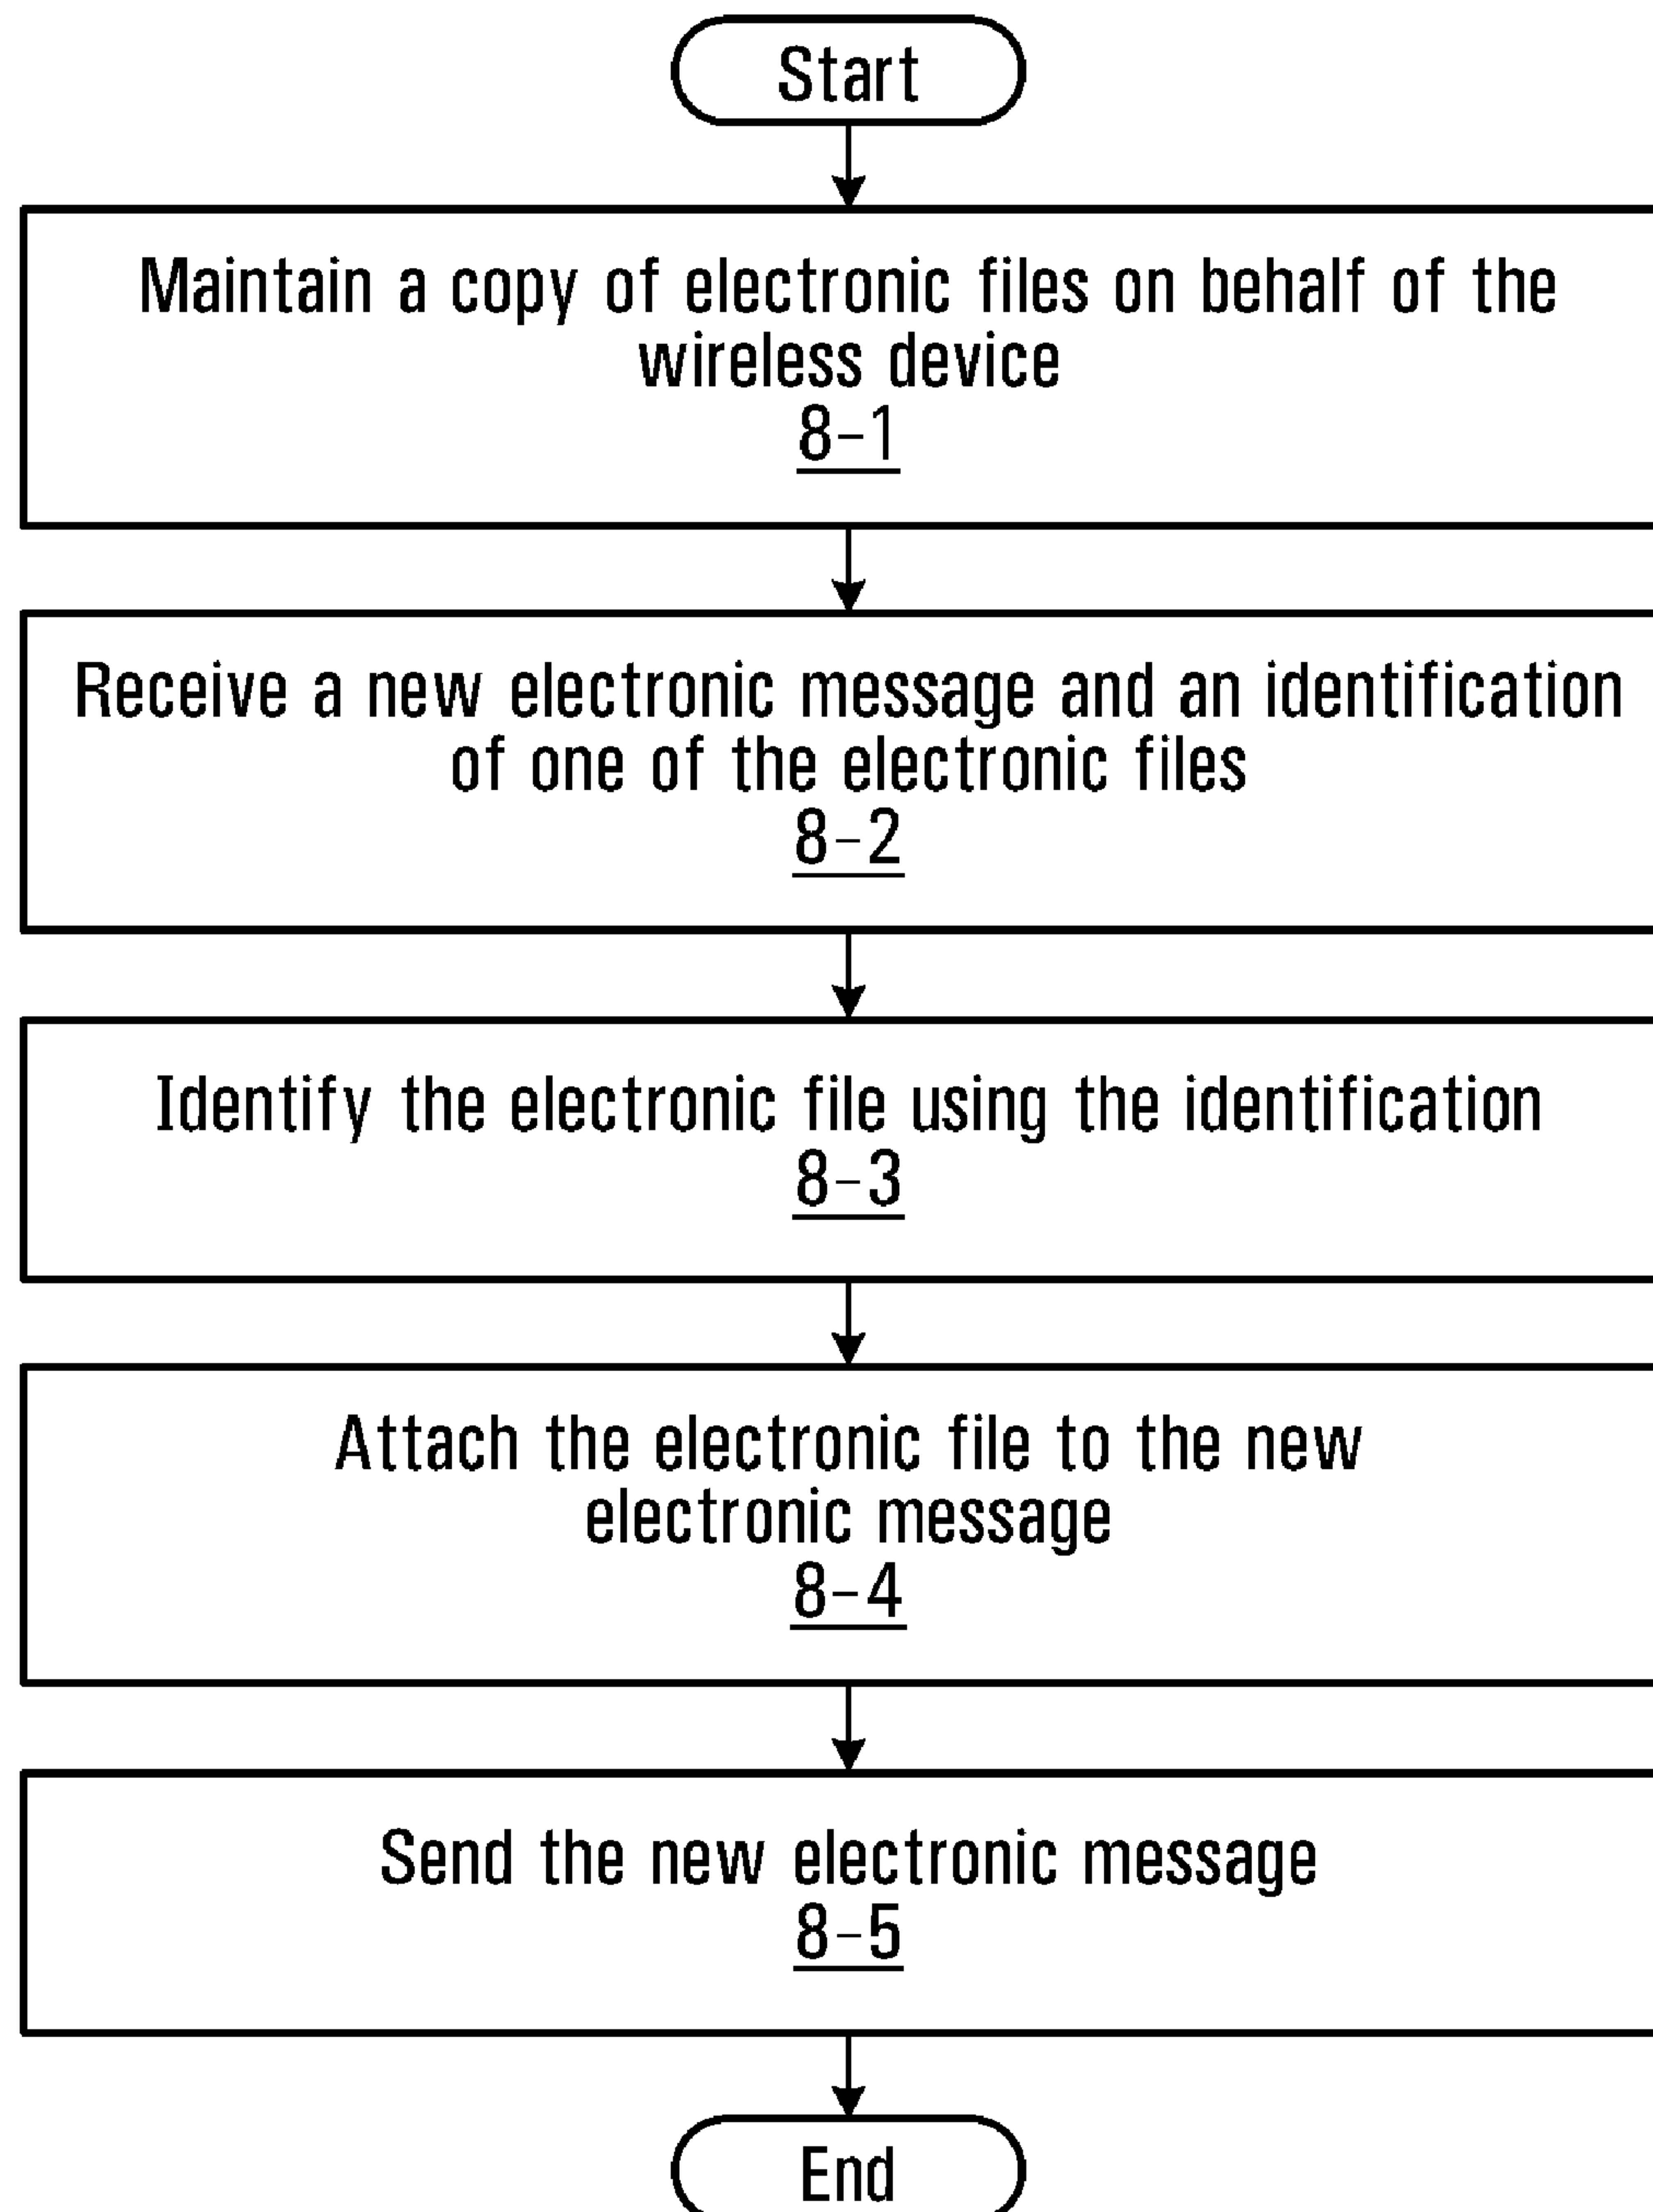 Start
Maintain a copy of electronic files on behalf of the
wireless device
8-1
Receive a new electronic message and an identification
of one of the electronic files
8-2
Identify the electronic file using the identification
8-3
Attach the electronic file to the new
electronic message
8-4
Send the new electronic message
8-5
End